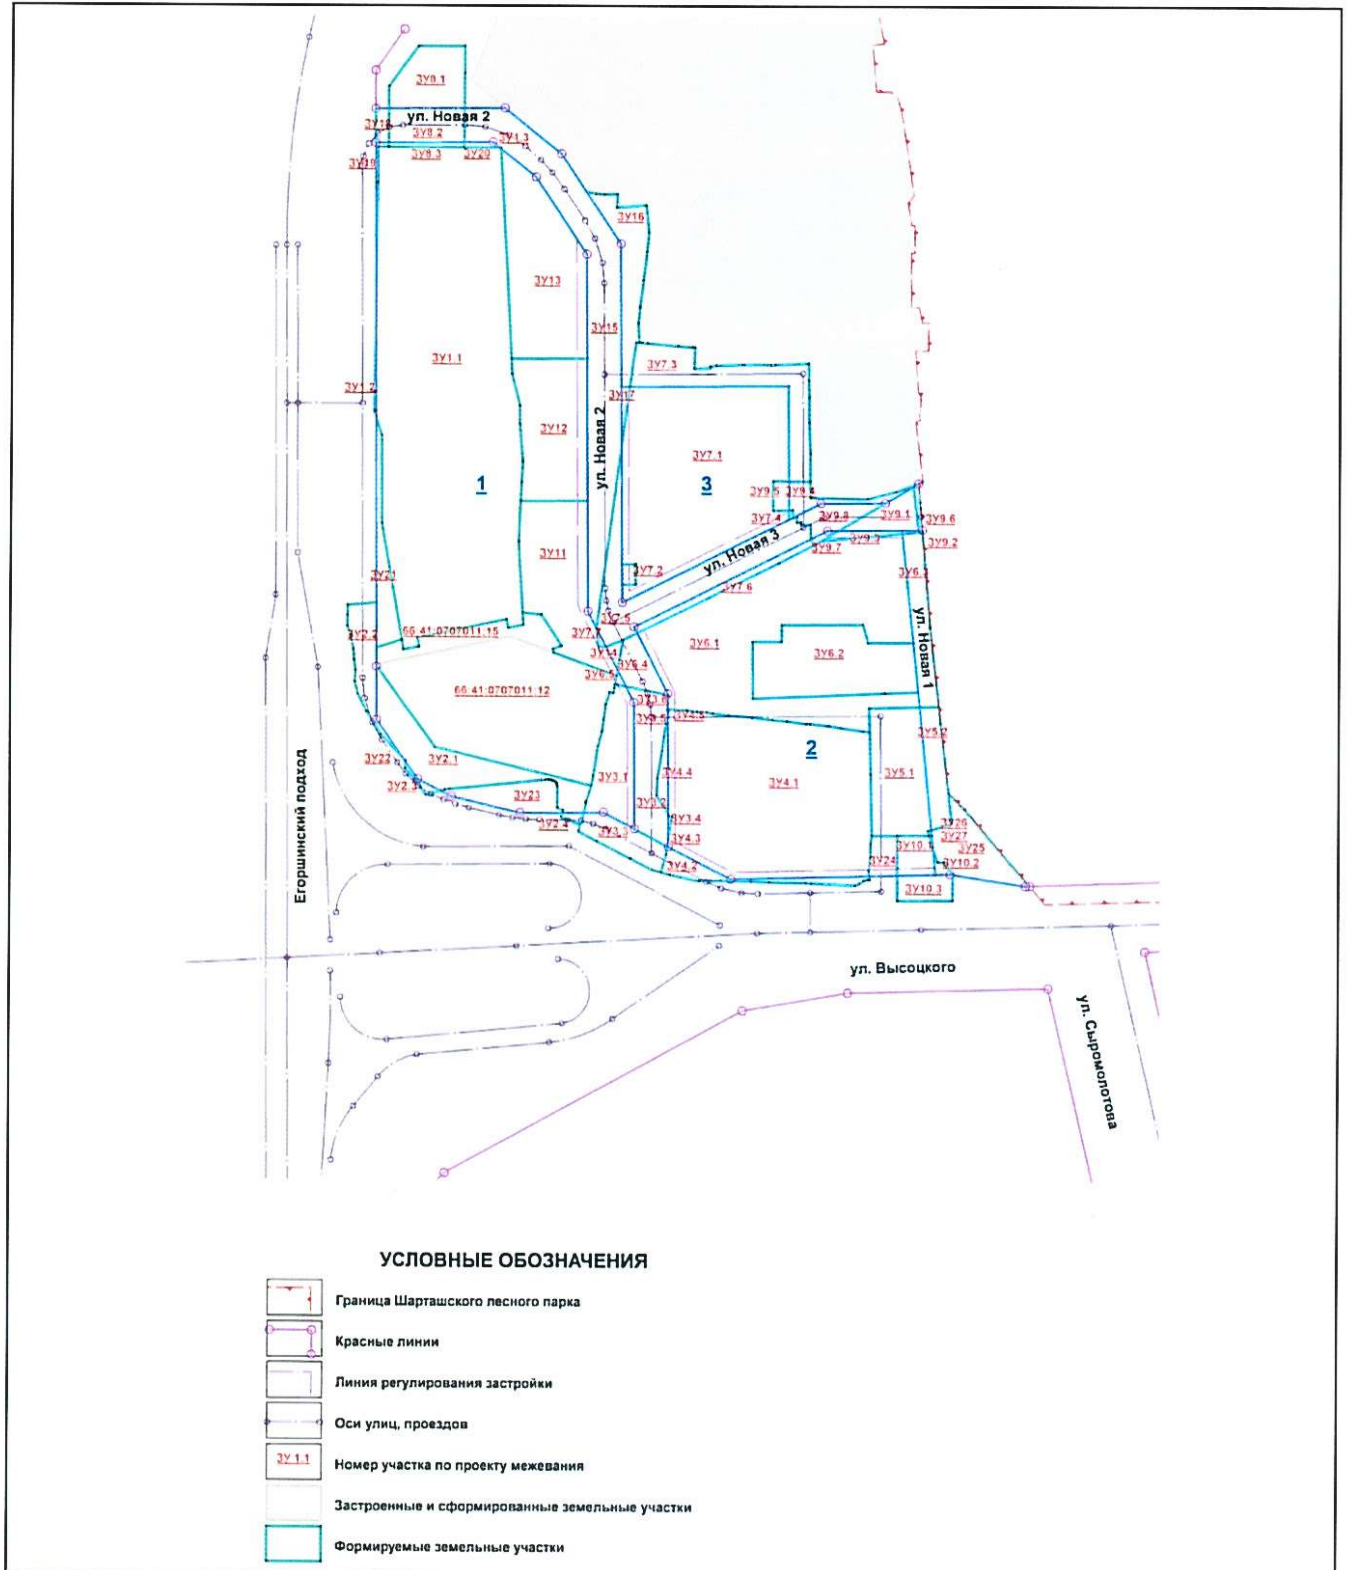 ЗУ8.1
ул. Новая 2
ЗУ18
ЗУ8.2
ЗУ1.3
ЗУ19
ЗУ8.3
ЗУ20
ЗУ16
ЗУ13
ЗУ15
ЗУ1.1
ЗУ7.3
ЗУ1.2
ЗУ17
ЗУ12
ул. Новая 2
ЗУ7.1
1
3
ЗУ9.5
ЗУ9.4
ЗУ7.4
ЗУ9.8
ЗУ9.1
ЗУ9.6
ЗУ11
ул. Новая 3
ЗУ9.7
ЗУ9.3
ЗУ9.2
ЗУ7.2
ЗУ21
ЗУ7.6
ул. Новая 1
ЗУ7.5
ЗУ2.2
66:41:0707011:15
ЗУ7.7
ЗУ14
ЗУ6.1
ЗУ6.2
ЗУ6.4
ЗУ6.5
66:41:0707011:12
ЗУ3.6
ЗУ4.5
ЗУ5.2
2
Егоршинский подход
ЗУ22
ЗУ2.1
ЗУ2.3
ЗУ3.1
ЗУ4.4
ЗУ4.1
ЗУ5.1
ЗУ23
ЗУ3.2
ЗУ2.4
ЗУ3.3
ЗУ3.4
ЗУ4.3
ЗУ4.2
ЗУ26
ЗУ27
ЗУ25
ЗУ10.1
ЗУ24
ЗУ10.2
ЗУ10.3
ул. Высоцкого
ул. Сыромолотова
УСЛОВНЫЕ ОБОЗНАЧЕНИЯ
Граница Шарташского лесного парка
Красные линии
Линия регулирования застройки
Оси улиц, проездов
ЗУ 1.1
Номер участка по проекту межевания
Застроенные и сформированные земельные участки
Формируемые земельные участки